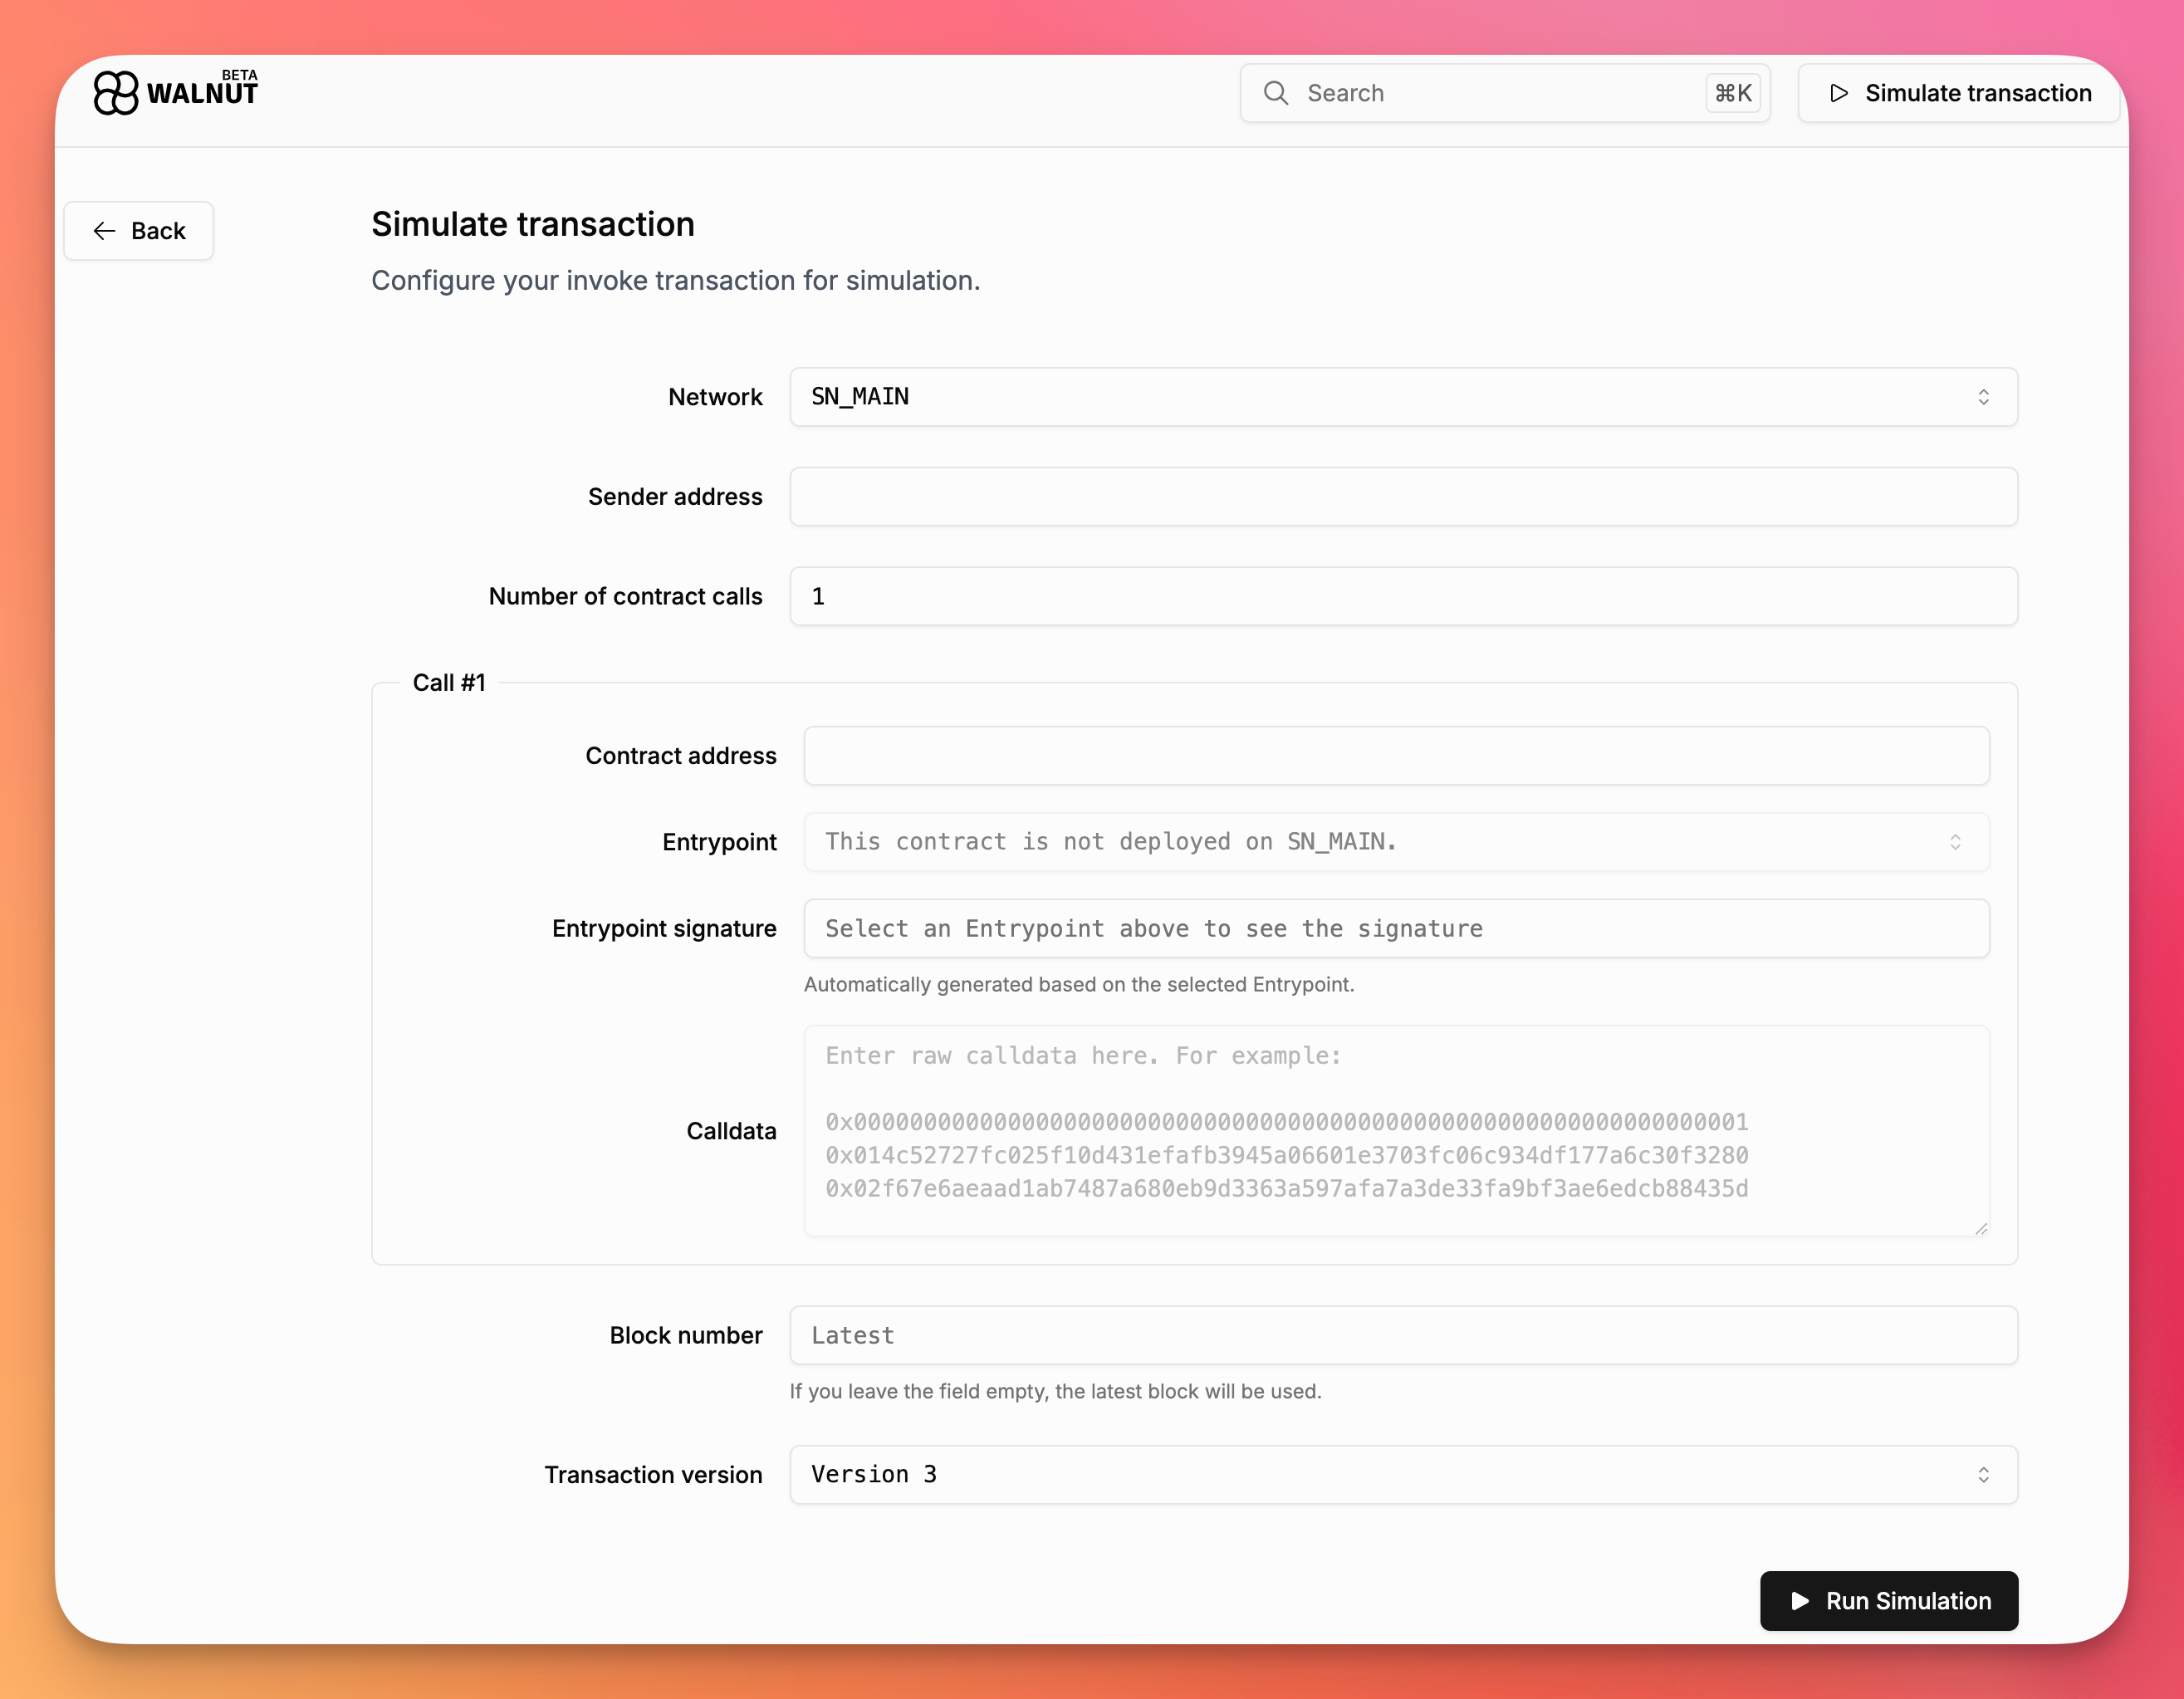 WALNUT BETA
Search
⌘K
Simulate transaction
Back
Simulate transaction
Configure your invoke transaction for simulation.
Network
SN_MAIN
Sender address
Number of contract calls
1
Call #1
Contract address
Entrypoint
This contract is not deployed on SN_MAIN.
Entrypoint signature
Select an Entrypoint above to see the signature
Automatically generated based on the selected Entrypoint.
Calldata
Enter raw calldata here. For example:
0x0000000000000000000000000000000000000000000000000000000000000001
0x014c52727fc025f10d431efafb3945a06601e3703fc06c934df177a6c30f3280
0x02f67e6aeaad1ab7487a680eb9d3363a597afa7a3de33fa9bf3ae6edcb88435d
Block number
Latest
If you leave the field empty, the latest block will be used.
Transaction version
Version 3
Run Simulation